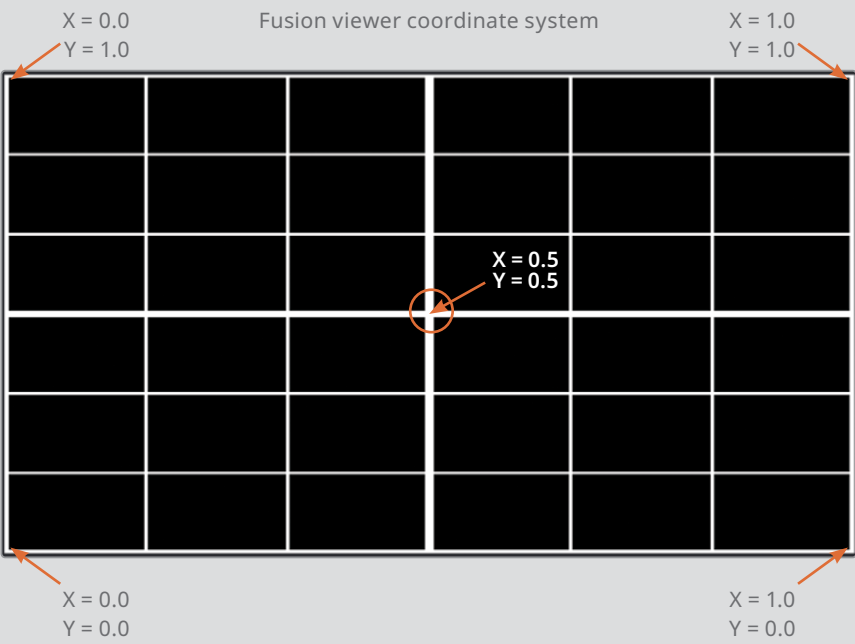 X = 0.0
Y = 1.0
Fusion viewer coordinate system
X = 1.0
Y = 1.0
X = 0.5
Y = 0.5
X = 0.0
Y = 0.0
X = 1.0
Y = 0.0